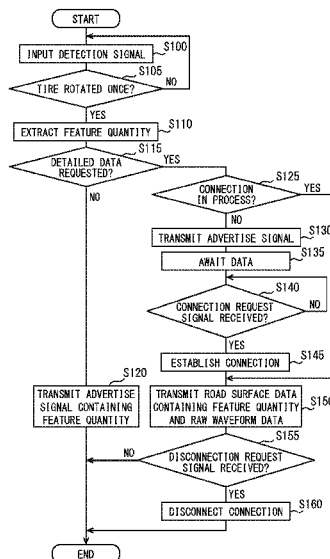 START
S100
INPUT DETECTION SIGNAL
S105
TIRE ROTATED ONCE?
NO
YES
S110
EXTRACT FEATURE QUANTITY
S115
DETAILED DATA
REQUESTED?
YES
NO
S125
CONNECTION
IN PROCESS?
YES
NO
S130
TRANSMIT ADVERTISE SIGNAL
S135
AWAIT DATA
S140
CONNECTION REQUEST
SIGNAL RECEIVED?
NO
YES
S145
ESTABLISH CONNECTION
S120
TRANSMIT ADVERTISE
SIGNAL CONTAINING
FEATURE QUANTITY
S150
TRANSMIT ROAD SURFACE DATA
CONTAINING FEATURE QUANTITY
AND RAW WAVEFORM DATA
S155
DISCONNECTION REQUEST
SIGNAL RECEIVED?
NO
YES
S160
DISCONNECT CONNECTION
END